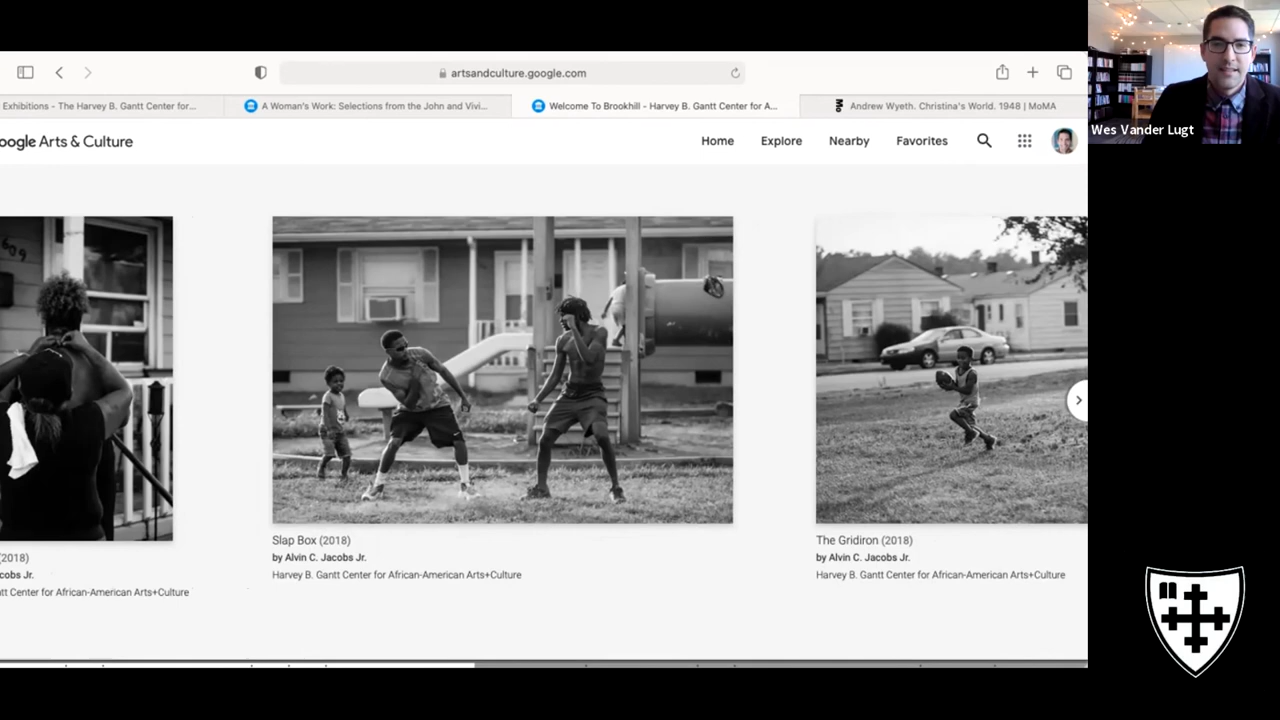 artsandculture.google.com
Exhibitions - The Harvey B. Gantt Center for...
A Woman's Work: Selections from the John and Vivi...
Welcome To Brookhill - Harvey B. Gantt Center for A...
Mo
Andrew Wyeth. Christina's World. 1948 | MoMA
Wes Vander Lugt
oogle Arts & Culture
Home
Explore
Nearby
Favorites
609
Slap Box (2018)
by Alvin C. Jacobs Jr.
Harvey B. Gantt Center for African-American Arts+Culture
The Gridiron (2018)
by Alvin C. Jacobs Jr.
Harvey B. Gantt Center for African-American Arts+Culture
(2018)
cobs Jr.
tt Center for African-American Arts+Culture